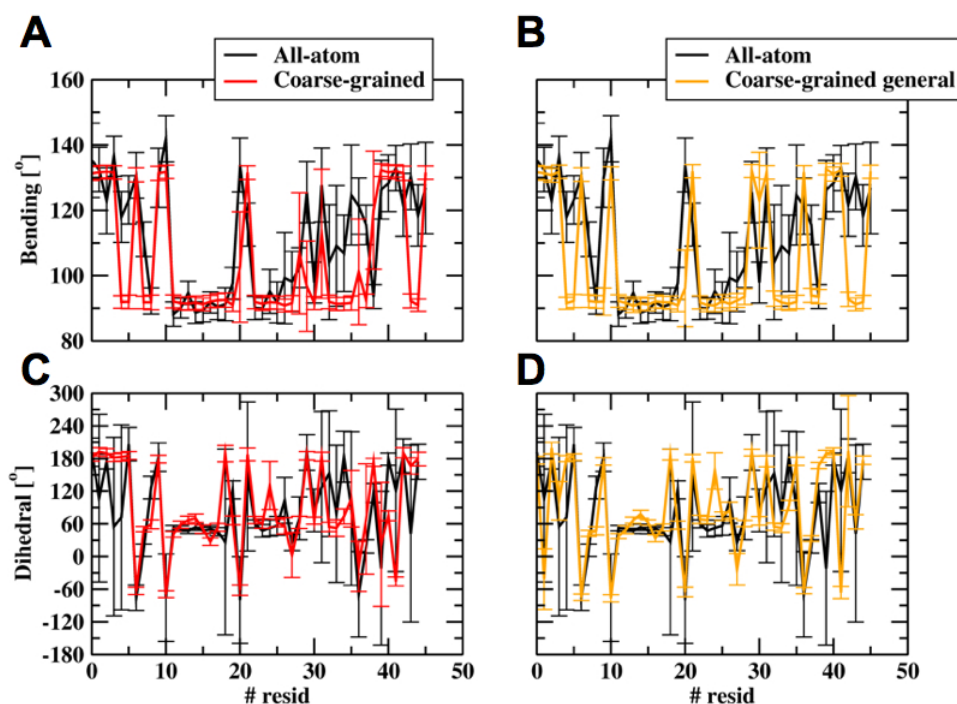 A
B
All-atom
Coarse-grained
All-atom
Coarse-grained general
160
140
120
100
80
Bending [°]
C
D
300
240
180
120
60
0
-60
-120
-180
Dihedral [°]
0
10
20
30
40
50
0
10
20
30
40
50
# resid
# resid